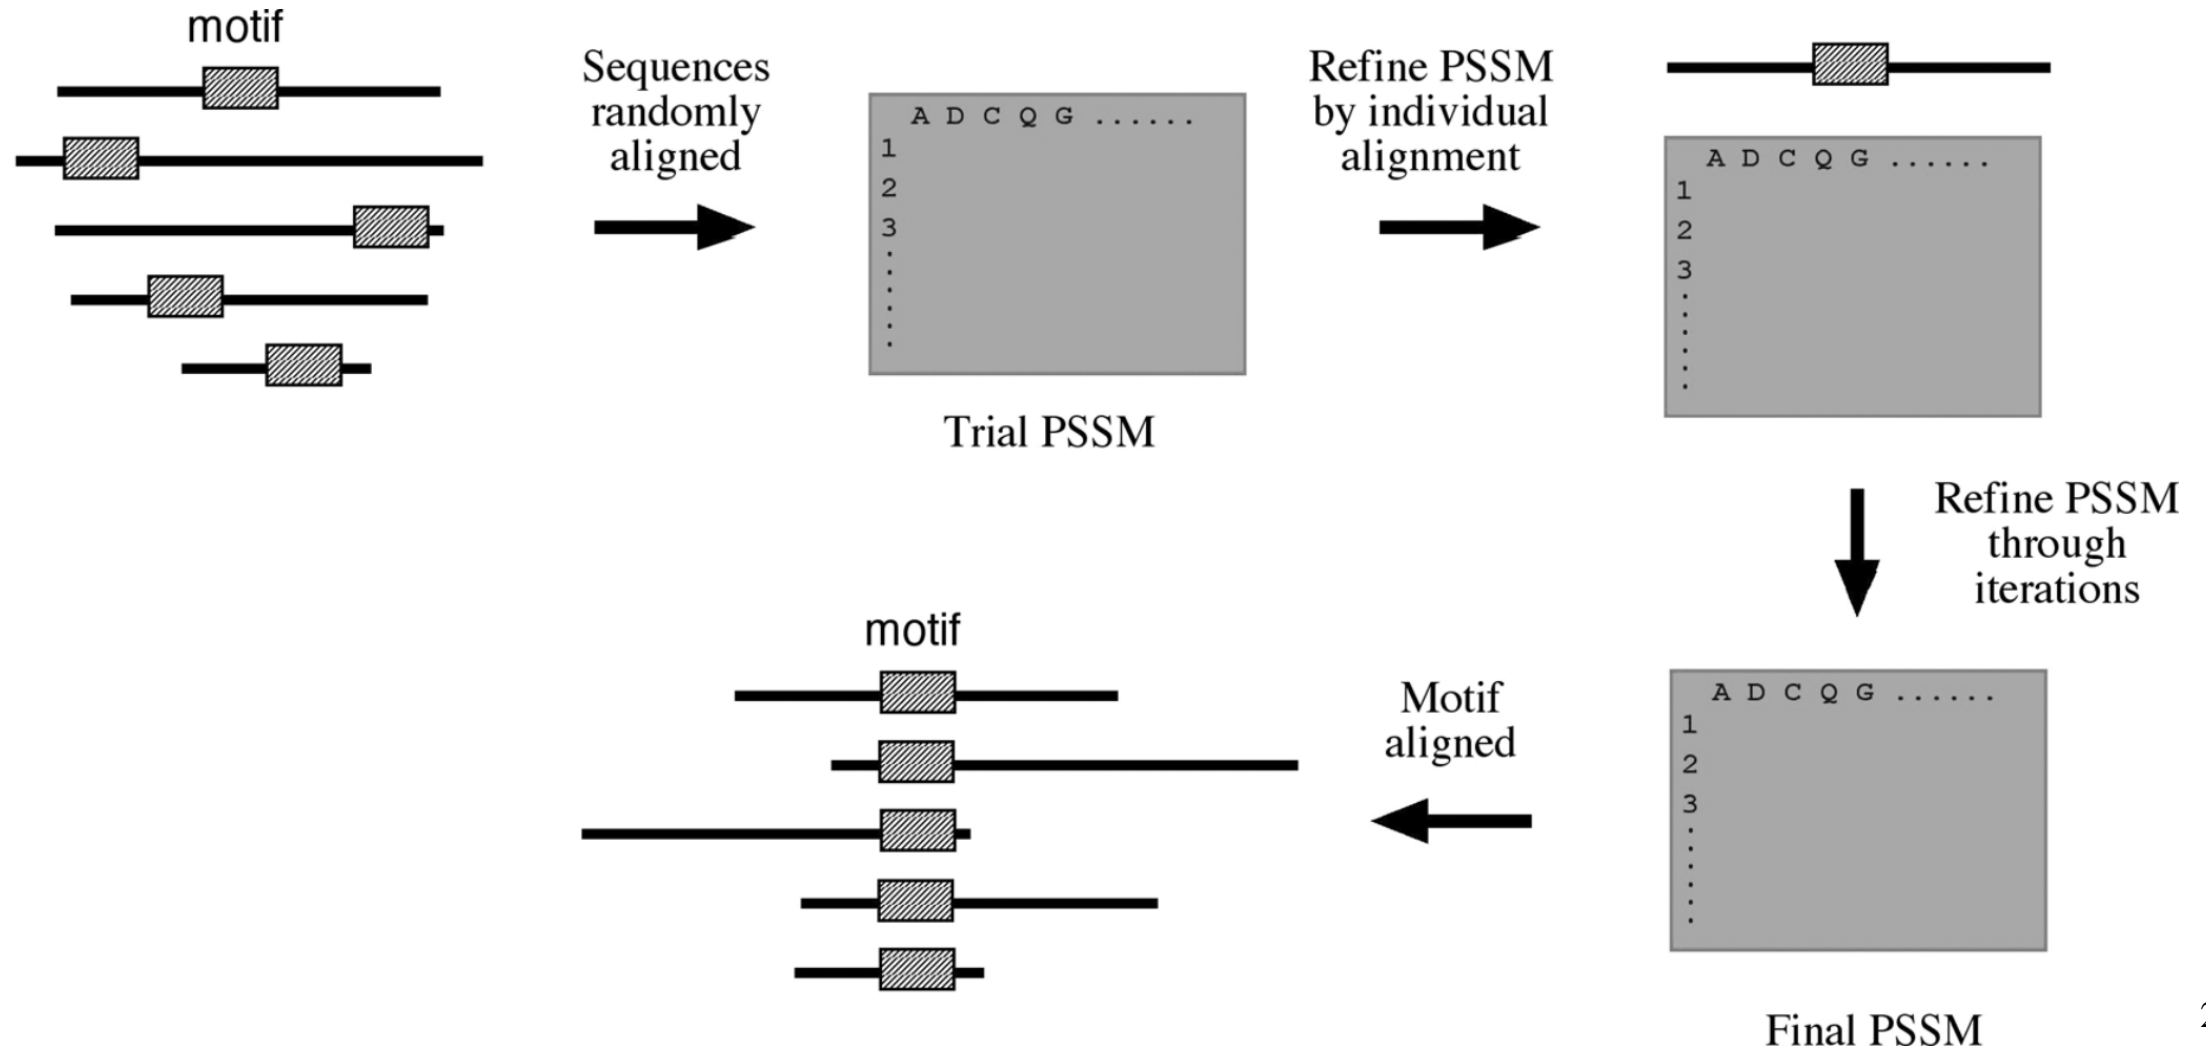 motif
Sequences
randomly
aligned
A D C Q G ......
1
2
3
.
.
.
.
.
.
Trial PSSM
Refine PSSM
by individual
alignment
A D C Q G ......
1
2
3
.
.
.
.
.
.
Refine PSSM
through
iterations
A D C Q G ......
1
2
3
.
.
.
.
.
.
Final PSSM
Motif
aligned
motif
2